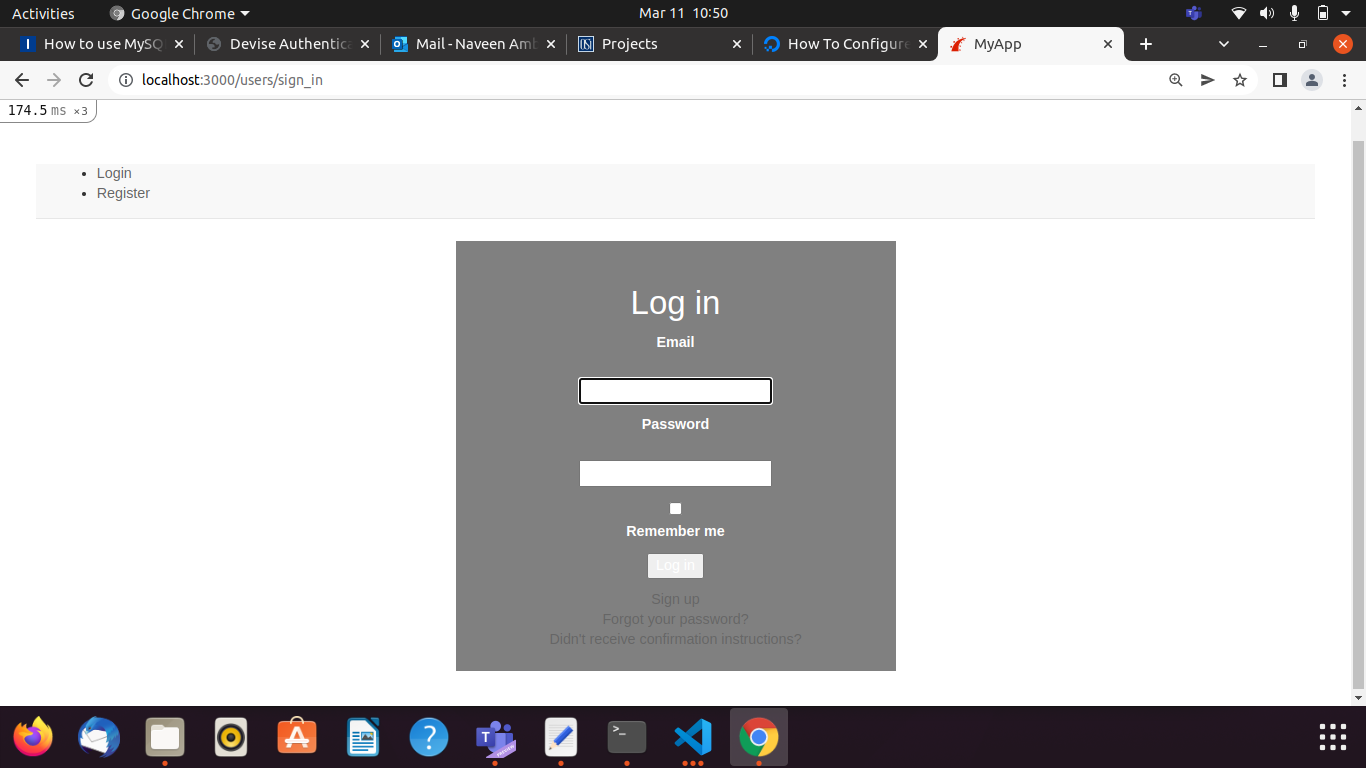 Activities Google Chrome Mar 11 10:50
How to use MySQ Devise Authentica Mail - Naveen Amb Projects How To Configure MyApp
localhost:3000/users/sign_in
174.5 ms ×3
Login
Register
Log in
Email
Password
Remember me
Log in
Sign up
Forgot your password?
Didn't receive confirmation instructions?